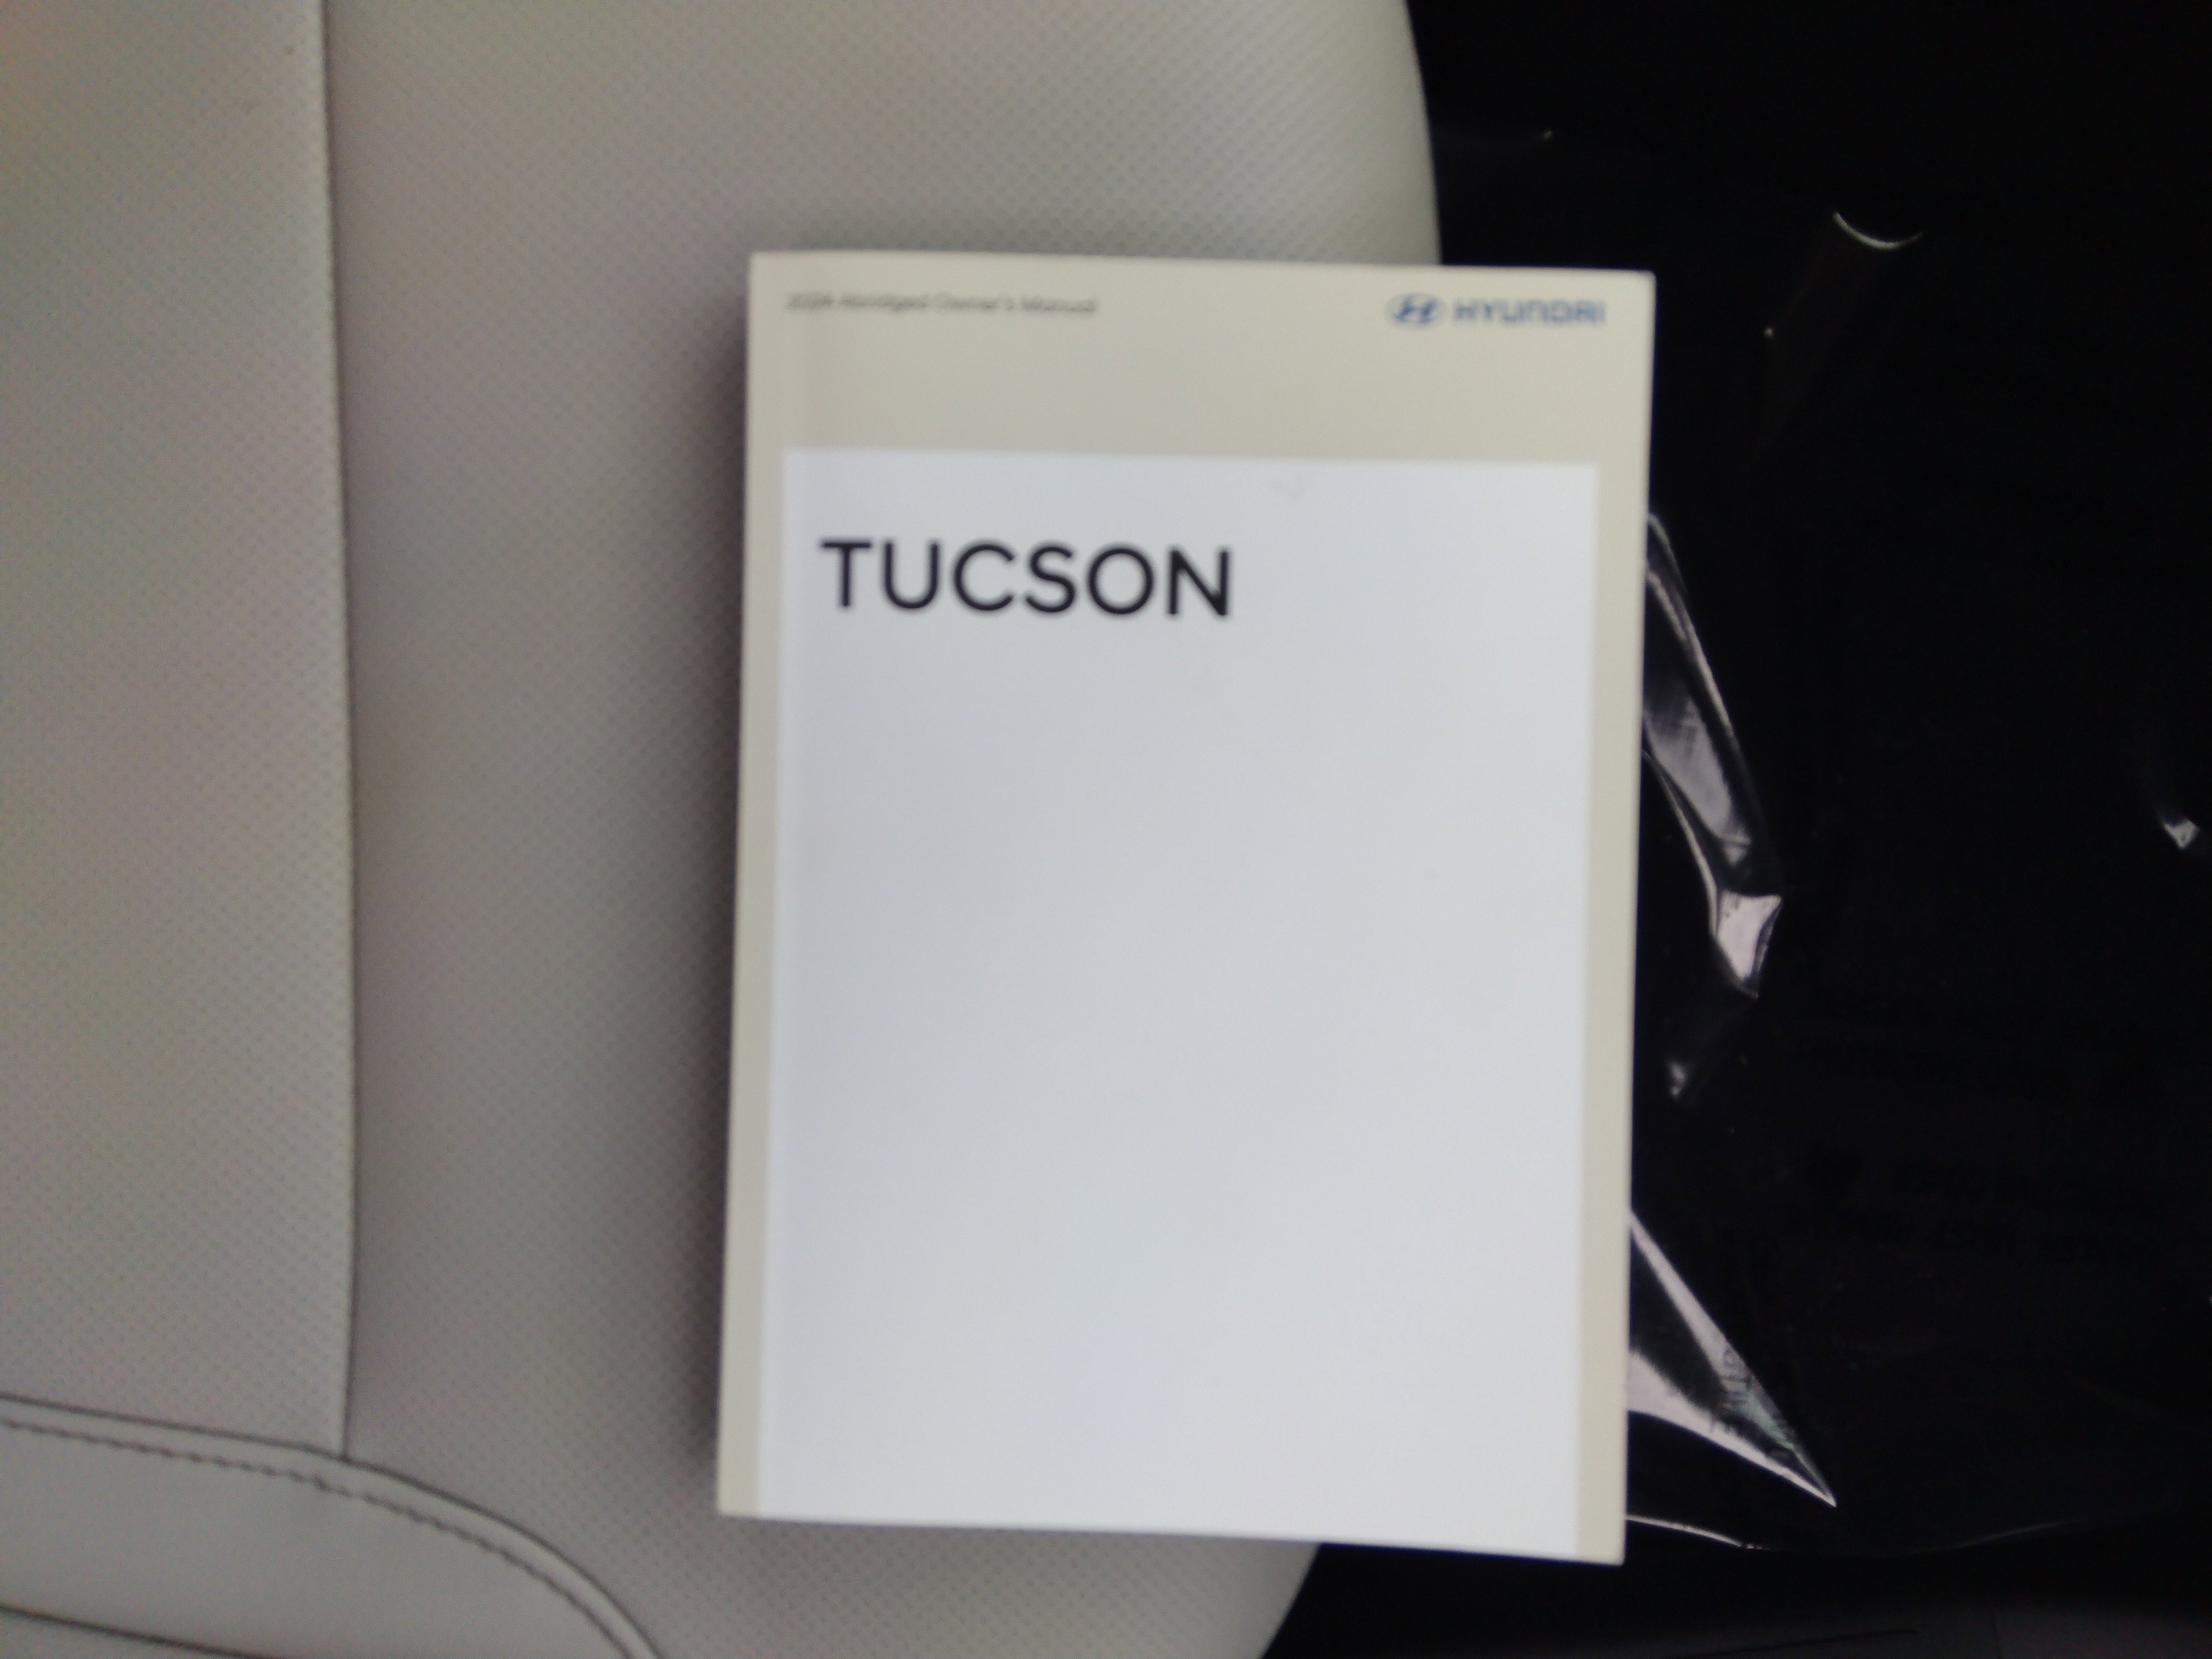 2024 Abridged Owner's Manual
HYUNDAI
TUCSON